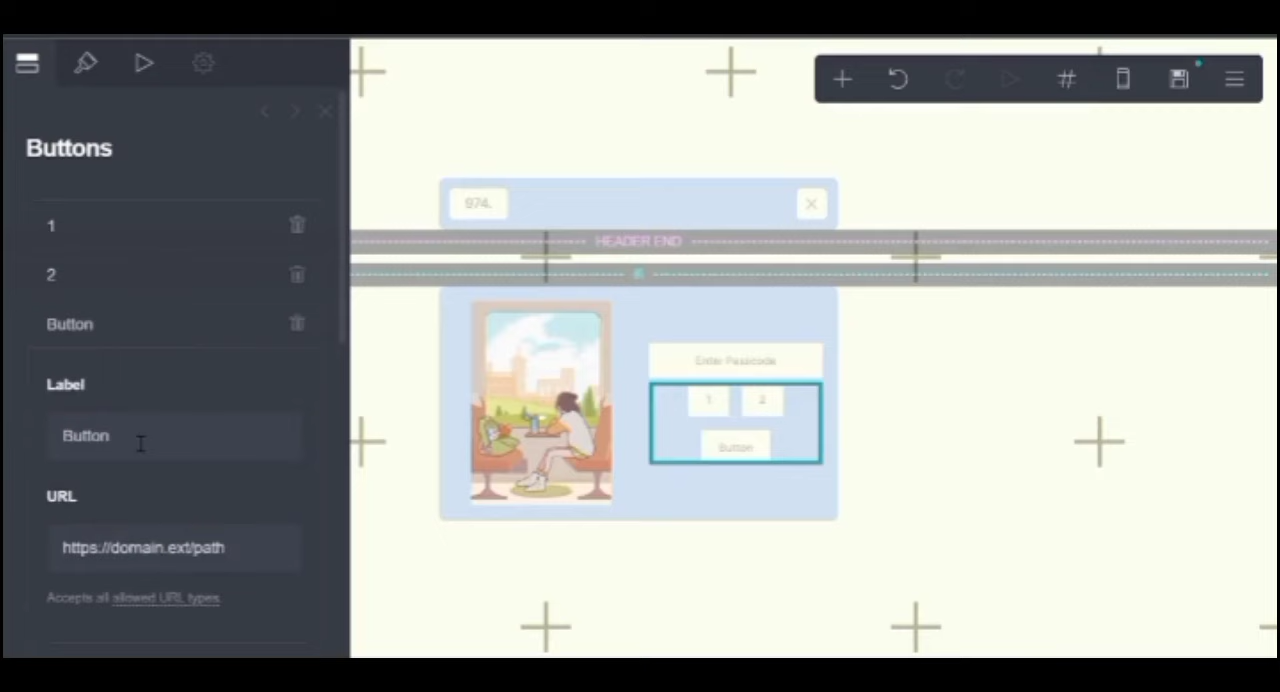 Buttons
1
2
Button
Label
Button
URL
https://domain.ext/path
Accepts all allowed URL types.
974.
HEADER END
Enter Passcode
1
2
Button